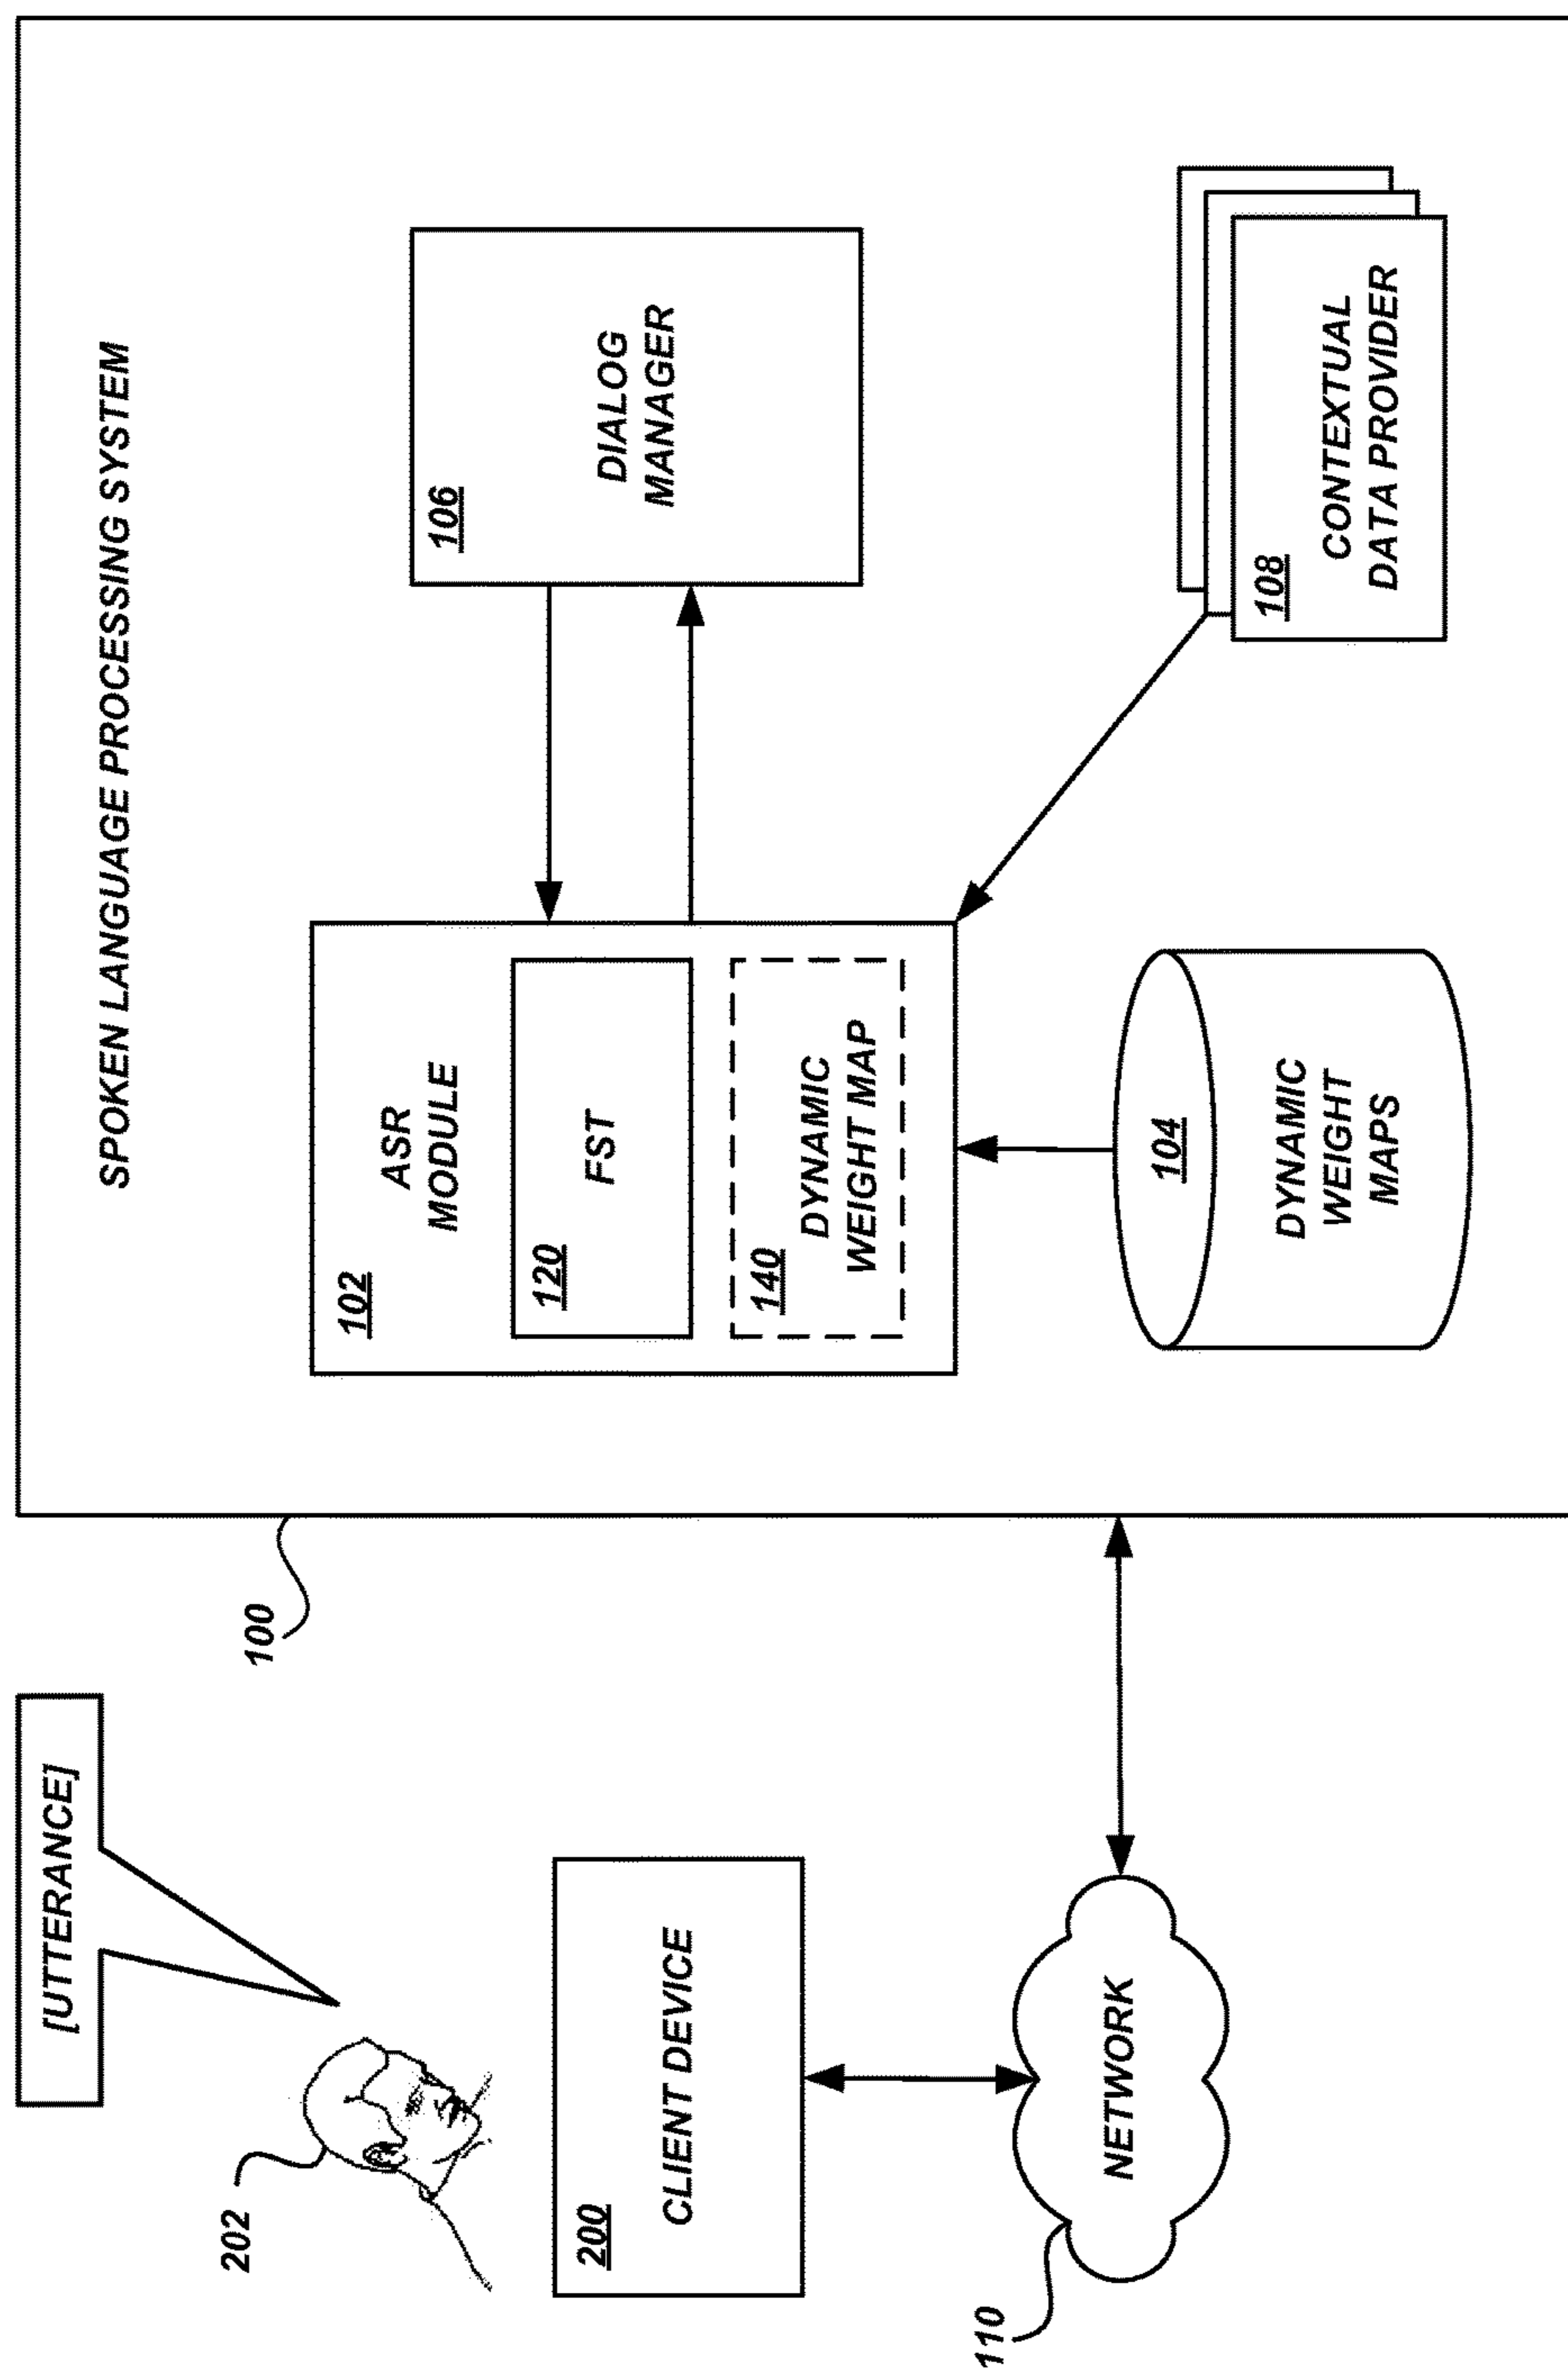 [UTTERANCE]
202
200
CLIENT DEVICE
110
NETWORK
100
SPOKEN LANGUAGE PROCESSING SYSTEM
102
ASR
MODULE
120
FST
140
DYNAMIC
WEIGHT MAP
104
DYNAMIC
WEIGHT
MAPS
106
DIALOG
MANAGER
108
CONTEXTUAL
DATA PROVIDER